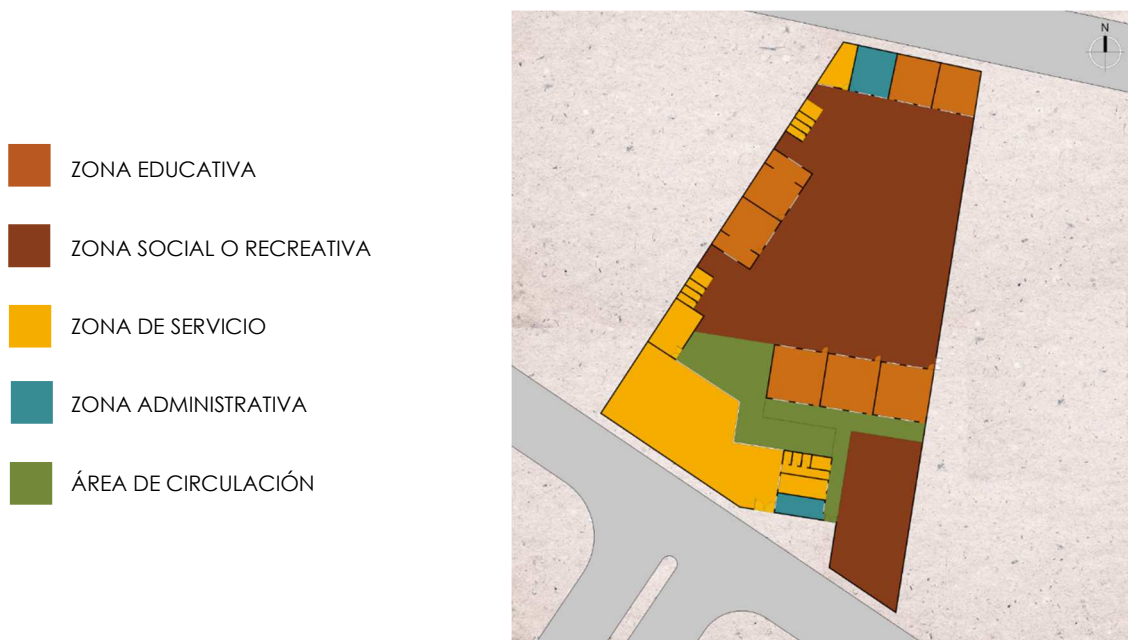 ZONA EDUCATIVA
ZONA SOCIAL O RECREATIVA
ZONA DE SERVICIO
ZONA ADMINISTRATIVA
ÁREA DE CIRCULACIÓN
N